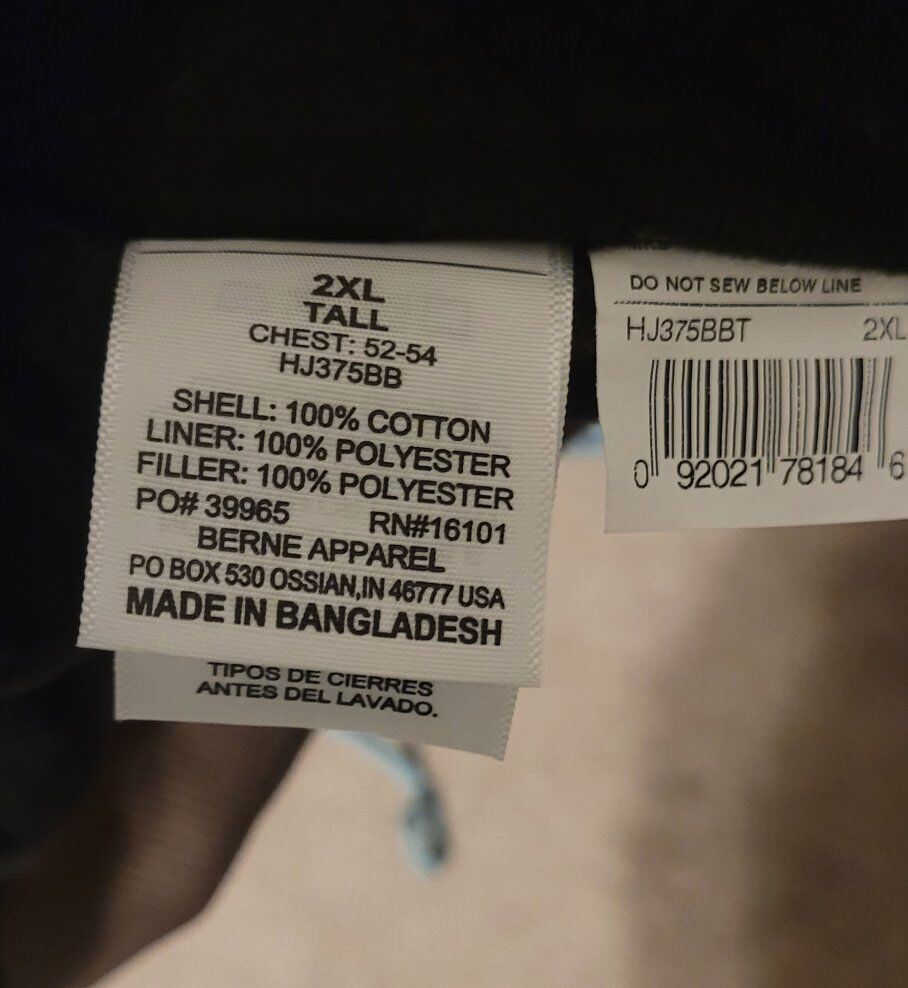 2XL
TALL
CHEST: 52-54
HJ375BB
SHELL: 100% COTTON
LINER: 100% POLYESTER
FILLER: 100% POLYESTER
PO# 39965 RN#16101
BERNE APPAREL
PO BOX 530 OSSIAN,IN 46777 USA
MADE IN BANGLADESH
TIPOS DE CIERRES
ANTES DEL LAVADO.
DO NOT SEW BELOW LINE
HJ375BBT 2XL
0 92021 78184 6